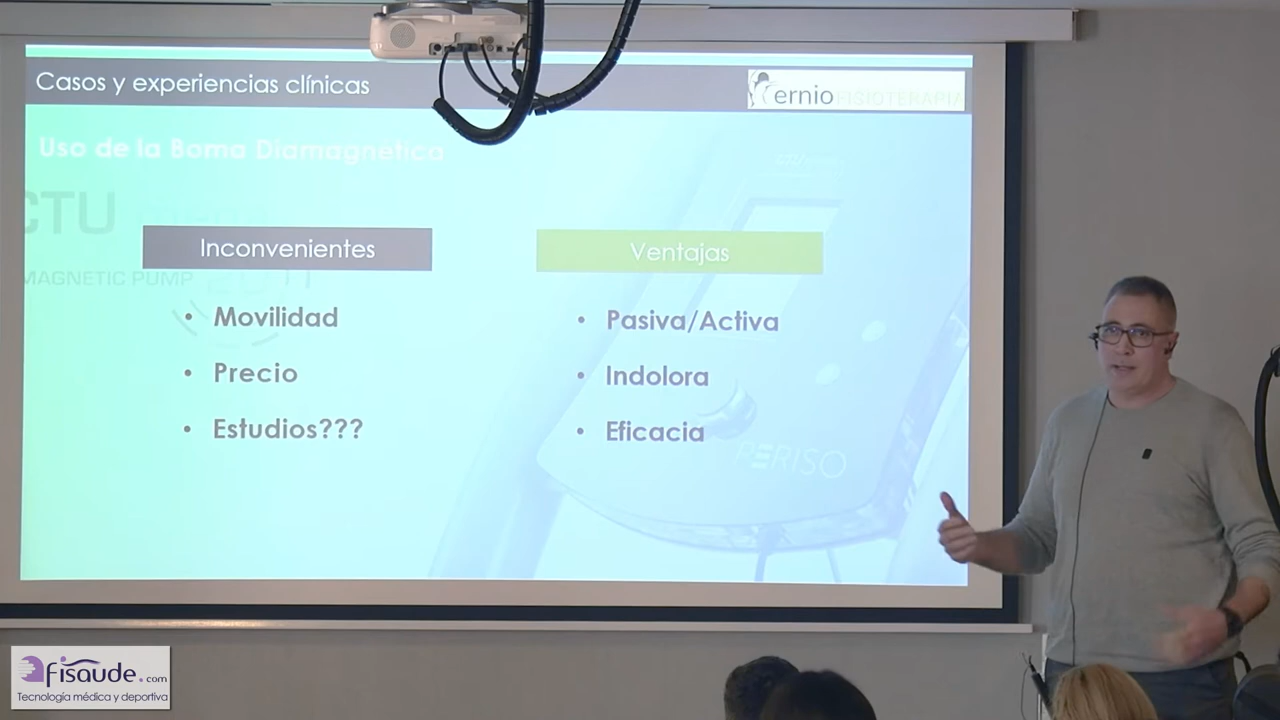 Casos y experiencias clínicas
ernio FISIOTERAPIA
Uso de la Boma Diamagnética
CTU
MAGNETIC PUMP
Inconvenientes
Ventajas
• Movilidad
• Precio
• Estudios???
• Pasiva/Activa
• Indolora
• Eficacia
PERISO
fisaude.com
Tecnología médica y deportiva